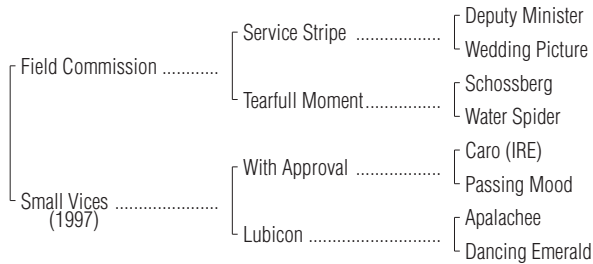 Deputy Minister
Service Stripe ..................
Wedding Picture
Field Commission ............
Schossberg
Tearfull Moment................
Water Spider
Caro (IRE)
With Approval ..................
Passing Mood
Small Vices ......................
(1997)
Apalachee
Lubicon ............................
Dancing Emerald